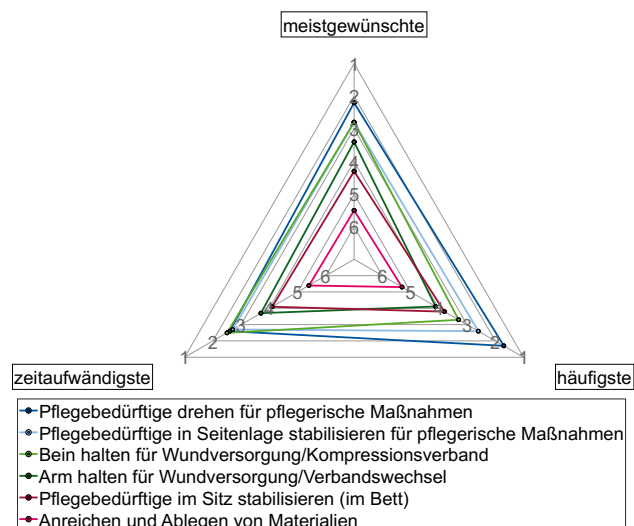 meistgewünschte
1
2
3
4
5
6
6 6
5 5
4 4
3 3
2 2
1 1
zeitaufwändigste häufigste
Pflegebedürftige drehen für pflegerische Maßnahmen
Pflegebedürftige in Seitenlage stabilisieren für pflegerische Maßnahmen
Bein halten für Wundversorgung/Kompressionsverband
Arm halten für Wundversorgung/Verbandswechsel
Pflegebedürftige im Sitz stabilisieren (im Bett)
Anreichen und Ablegen von Materialien